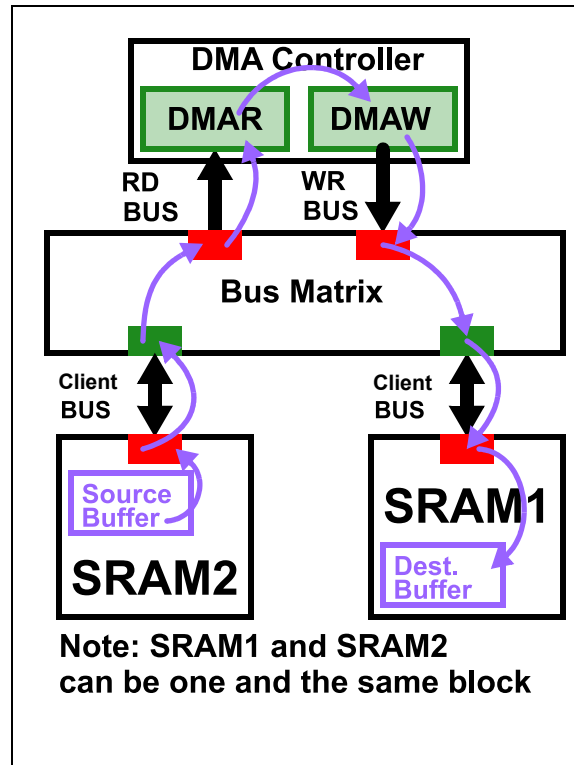 DMA Controller
DMAR
DMAW
RD
BUS
WR
BUS
Bus Matrix
Client
BUS
Client
BUS
Source
Buffer
SRAM2
SRAM1
Dest.
Buffer
Note: SRAM1 and SRAM2
can be one and the same block